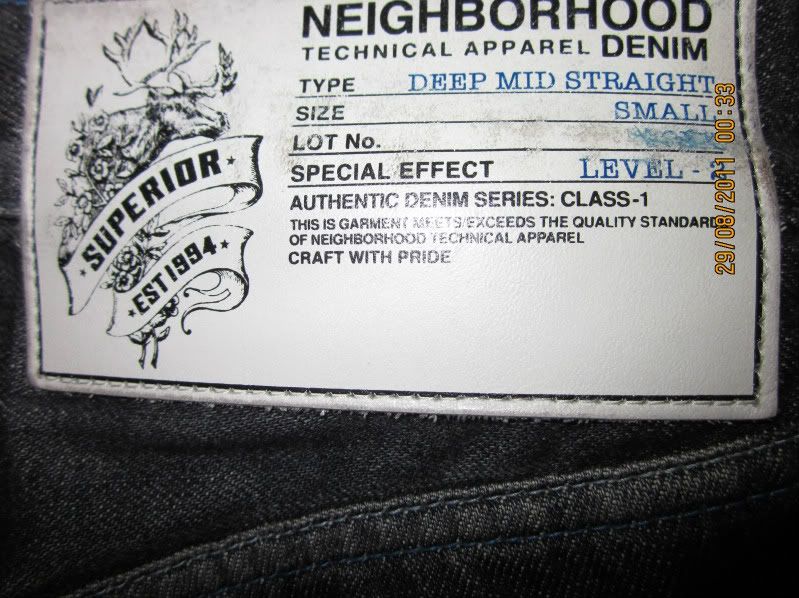 NEIGHBORHOOD
TECHNICAL APPAREL DENIM
TYPE DEEP MID STRAIGHT
SIZE SMALL
LOT No.
SPECIAL EFFECT LEVEL - 2
AUTHENTIC DENIM SERIES: CLASS-1
THIS IS GARMENT MEETS/EXCEEDS THE QUALITY STANDARD
OF NEIGHBORHOOD TECHNICAL APPAREL
CRAFT WITH PRIDE
SUPERIOR
EST 1994
29/08/2011 00:33